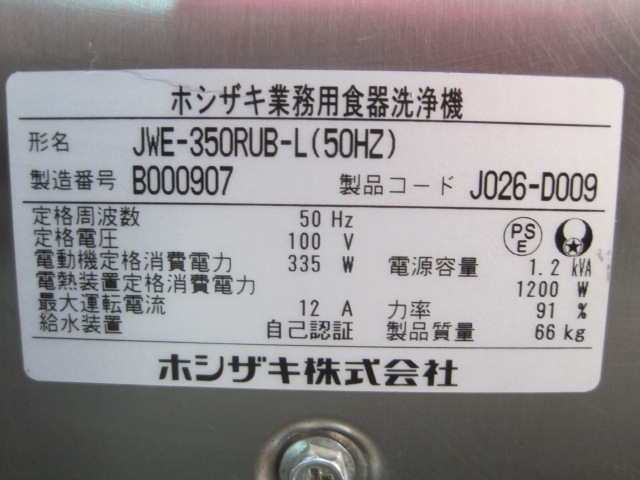 ホシザキ業務用食器洗浄機
形名 JWE-350RUB-L(50HZ)
製造番号 B000907 製品コード J026-D009
定格周波数 50 Hz
定格電圧 100 V
PS
E
電動機定格消費電力 335 W 電源容量 1.2 kVA
電熱装置定格消費電力 1200 W
最大運転電流 12 A 力率 91 %
給水装置 自己認証 製品質量 66 kg
ホシザキ株式会社